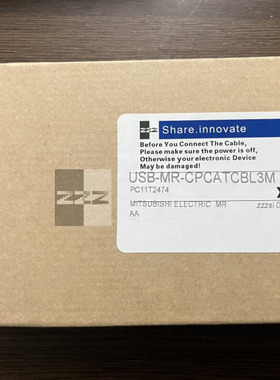 ZZZ
Share.innovate
Before You Connect The Cable,
Please make sure the power is off,
Otherwise your electronic Device
May be damaged!
USB-MR-CPCATCBL3M
PC11T2474
MITSUBISHI ELECTRIC MR
AA
ZZZ